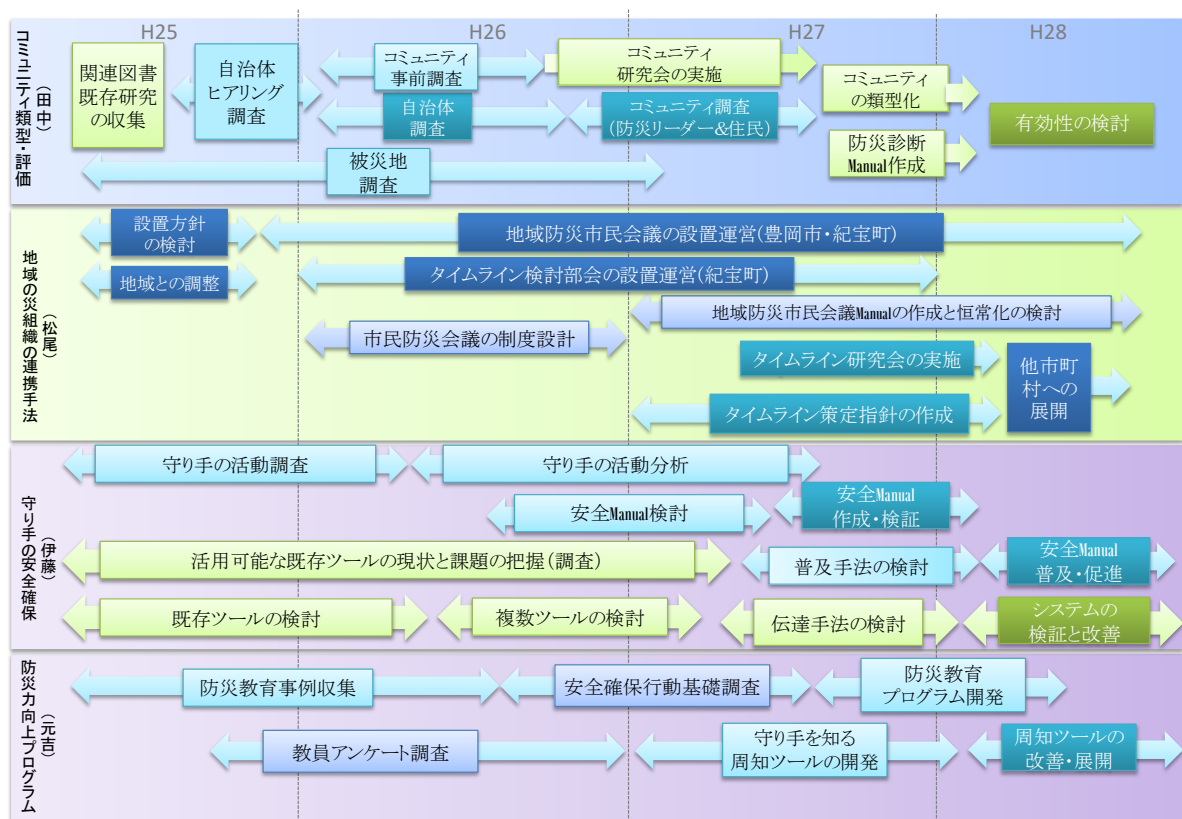 H25
H26
H27
H28
コミュニティ類型・評価
(田中)
関連図書
既存研究
の収集
自治体
ヒアリング
調査
コミュニティ
事前調査
コミュニティ
研究会の実施
コミュニティ
の類型化
自治体
調査
コミュニティ調査
(防災リーダー&住民)
有効性の検討
防災診断
Manual作成
被災地
調査
地域の災組織の連携手法
(松尾)
設置方針
の検討
地域防災市民会議の設置運営(豊岡市・紀宝町)
地域との調整
タイムライン検討部会の設置運営(紀宝町)
地域防災市民会議Manualの作成と恒常化の検討
市民防災会議の制度設計
タイムライン研究会の実施
他市町
村への
展開
タイムライン策定指針の作成
守り手の安全確保
(伊藤)
守り手の活動調査
守り手の活動分析
安全Manual検討
安全Manual
作成・検証
活用可能な既存ツールの現状と課題の把握(調査)
普及手法の検討
安全Manual
普及・促進
既存ツールの検討
複数ツールの検討
伝達手法の検討
システムの
検証と改善
防災力向上プログラム
(元吉)
防災教育事例収集
安全確保行動基礎調査
防災教育
プログラム開発
教員アンケート調査
守り手を知る
周知ツールの開発
周知ツールの
改善・展開